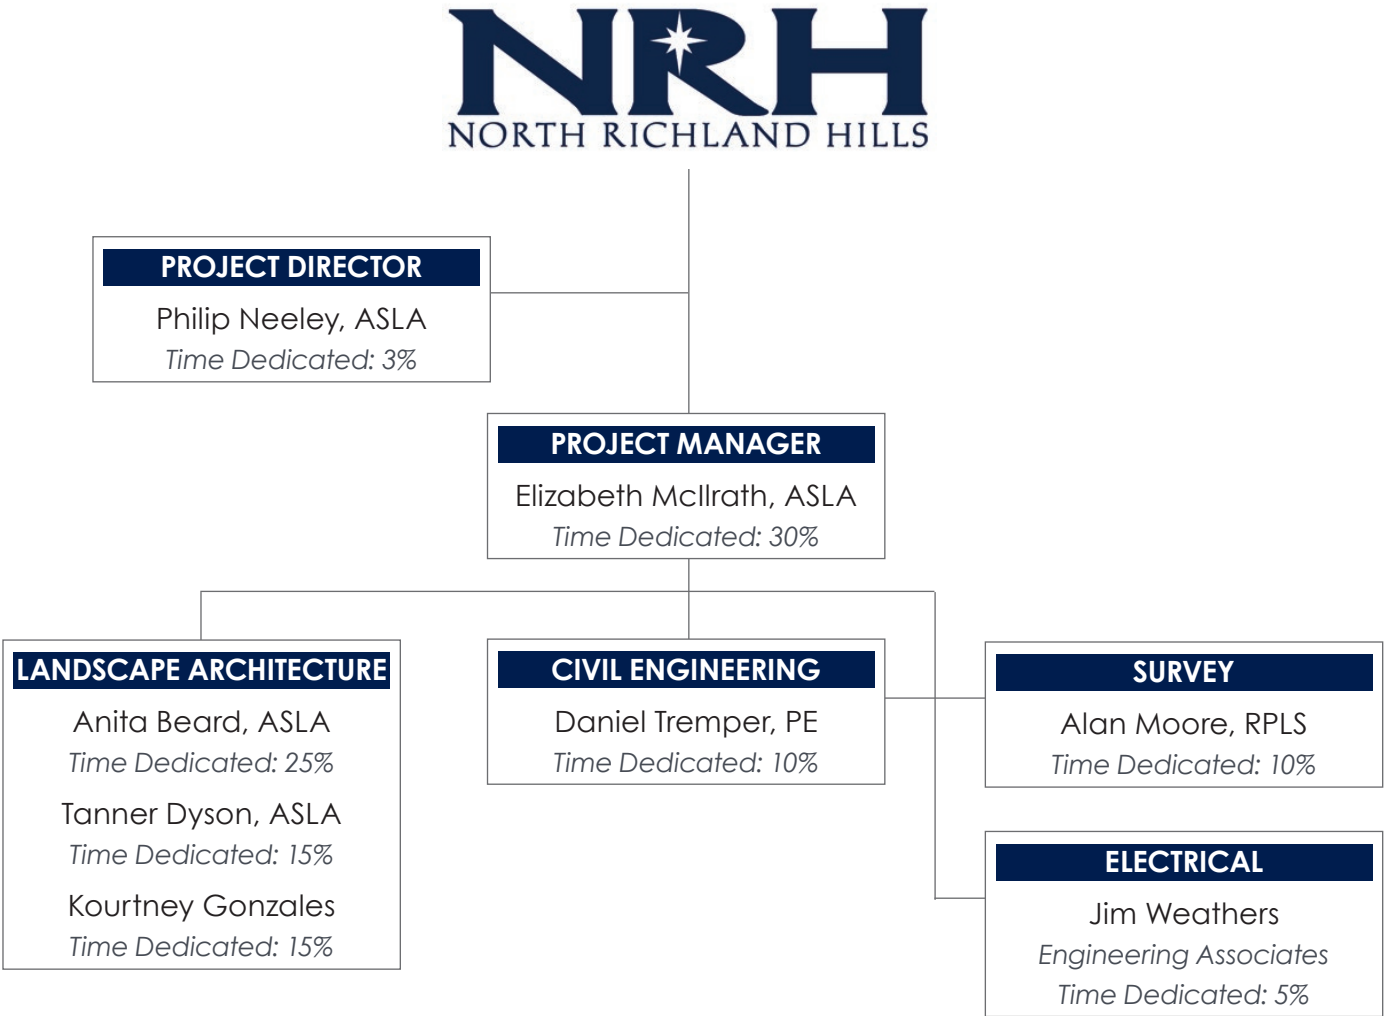 NRH
NORTH RICHLAND HILLS
PROJECT DIRECTOR
Philip Neeley, ASLA
Time Dedicated: 3%
PROJECT MANAGER
Elizabeth McIlrath, ASLA
Time Dedicated: 30%
LANDSCAPE ARCHITECTURE
Anita Beard, ASLA
Time Dedicated: 25%
Tanner Dyson, ASLA
Time Dedicated: 15%
Kourtney Gonzales
Time Dedicated: 15%
CIVIL ENGINEERING
Daniel Tremper, PE
Time Dedicated: 10%
SURVEY
Alan Moore, RPLS
Time Dedicated: 10%
ELECTRICAL
Jim Weathers
Engineering Associates
Time Dedicated: 5%